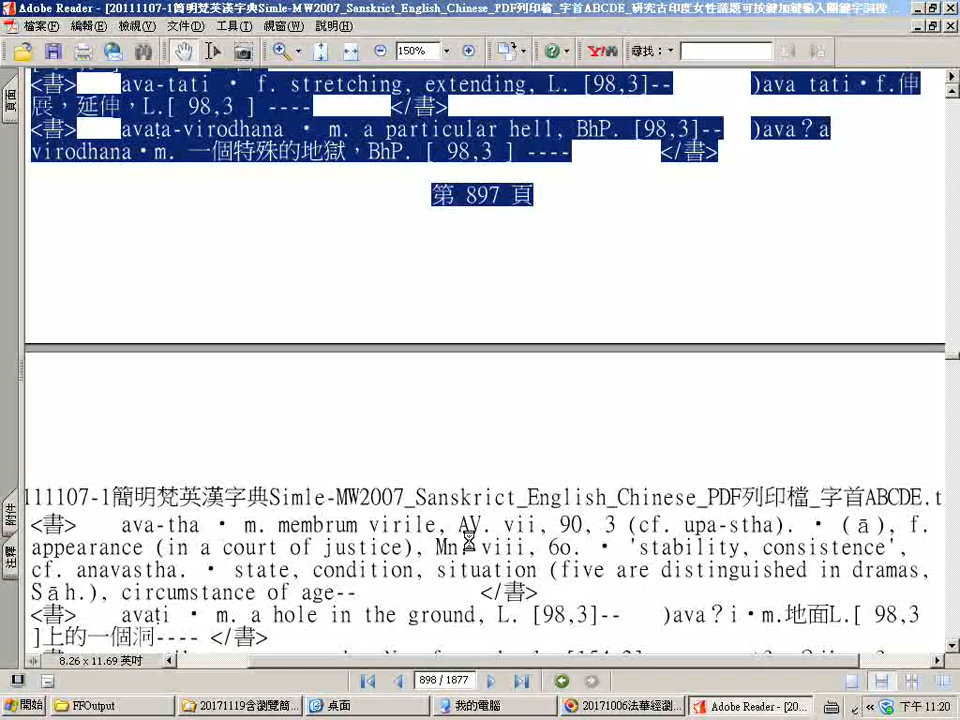 Adobe Reader - [20111107-1簡明梵英漢字典Simle-MW2007_Sanskrict_English_Chinese_PDF列印檔_字首ABCDE_研究古印度女性議題可按鍵加鍵輸入關鍵字詞搜...
檔案(F) 編輯(E) 檢視(V) 文件(D) 工具(T) 視窗(W) 說明(H)
150% Y! 尋找：
頁面
<書> ava-tati ‧ f. stretching, extending, L. [98,3]-- )ava tati‧f.伸
展，延伸，L.[ 98,3 ] ---- </書>
<書> avaṭa-virodhana ‧ m. a particular hell, BhP. [98,3]-- )ava？a
virodhana‧m. 一個特殊的地獄，BhP. [ 98,3 ] ---- </書>
第 897 頁
111107-1簡明梵英漢字典Simle-MW2007_Sanskrict_English_Chinese_PDF列印檔_字首ABCDE.t
<書> ava-tha ‧ m. membrum virile, AV. vii, 90, 3 (cf. upa-stha). ‧ (ā), f.
appearance (in a court of justice), Mn. viii, 6o. ‧ 'stability, consistence',
cf. anavastha. ‧ state, condition, situation (five are distinguished in dramas,
Sāh.), circumstance of age-- </書>
<書> avaṭi ‧ m. a hole in the ground, L. [98,3]-- )ava？i‧m.地面L.[ 98,3
]上的一個洞---- </書>
附件
注釋
8.26 x 11.69 英吋
898 / 1877
開始 FFOutput 20171119含瀏覽簡... 桌面 我的電腦 20171006法華經瀏... Adobe Reader - [20... 下午 11:20